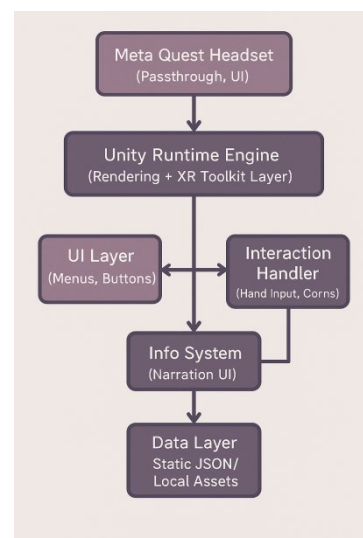 Meta Quest Headset
(Passthrough, UI)
Unity Runtime Engine
(Rendering + XR Toolkit Layer)
UI Layer
(Menus, Buttons)
Interaction
Handler
(Hand Input, Corns)
Info System
(Narration UI)
Data Layer
Static JSON/
Local Assets